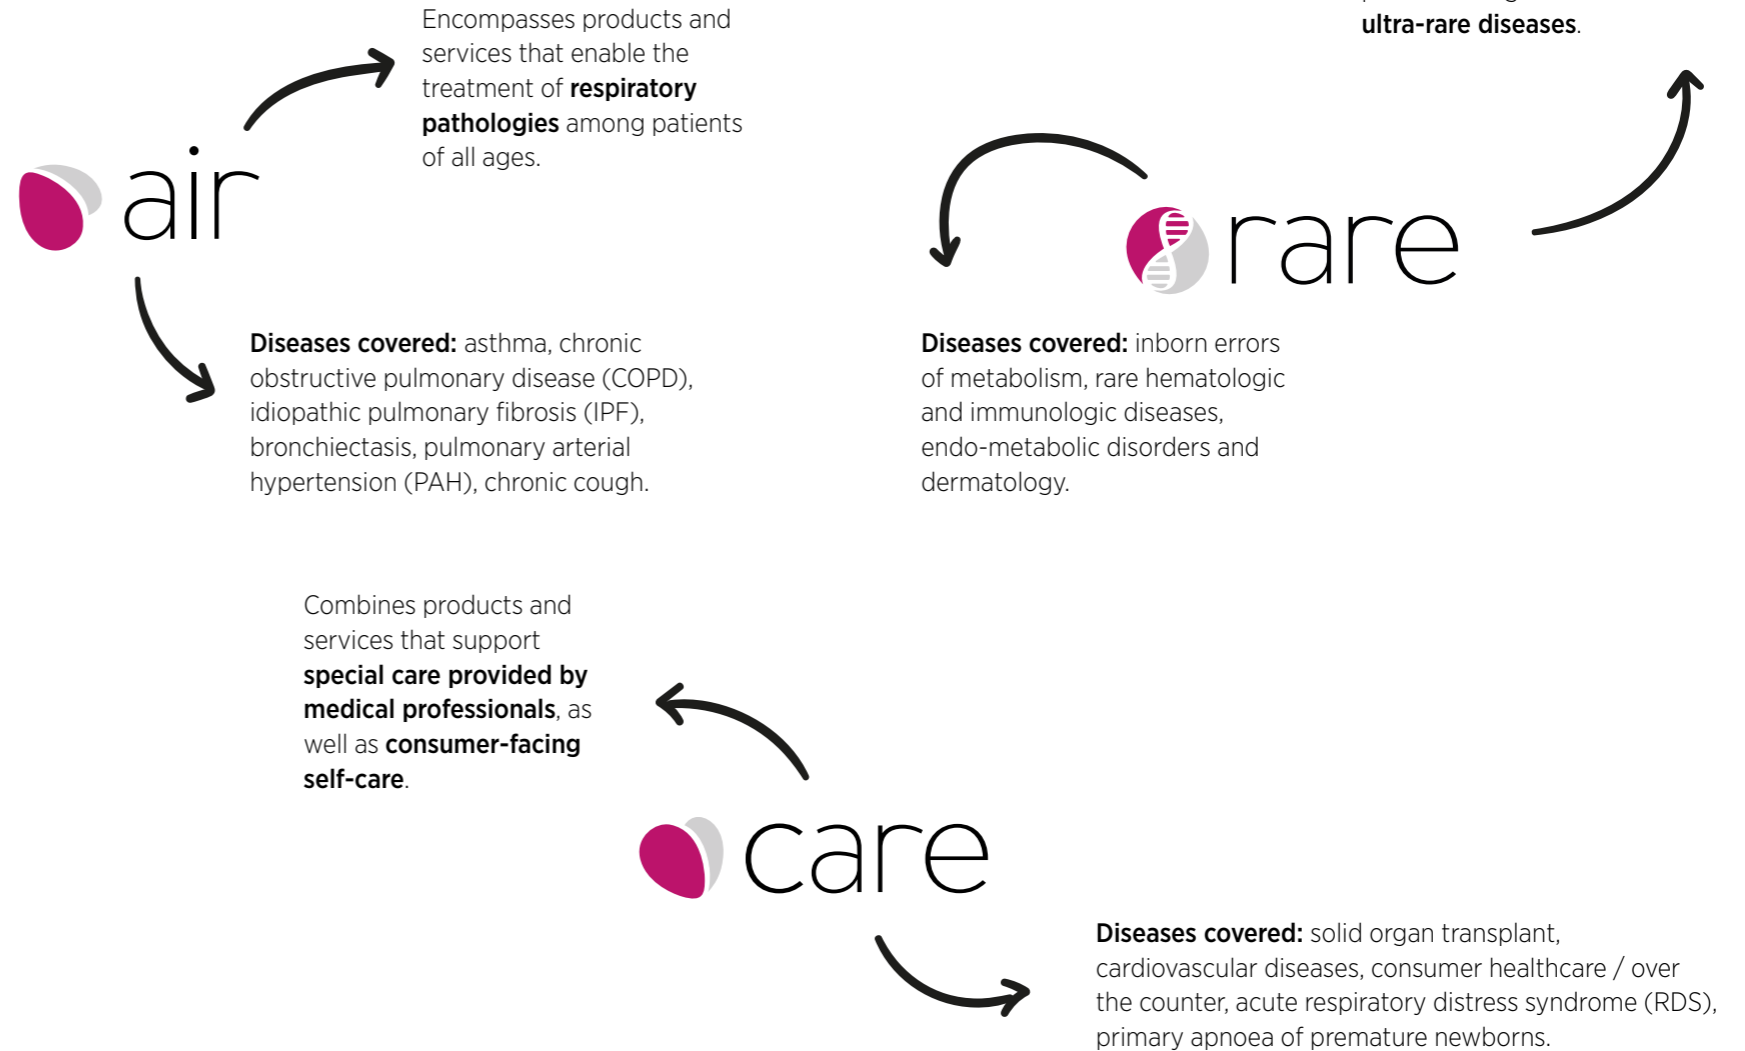 Encompasses products and
services that enable the
treatment of respiratory
pathologies among patients
of all ages.
air
Diseases covered: asthma, chronic
obstructive pulmonary disease (COPD),
idiopathic pulmonary fibrosis (IPF),
bronchiectasis, pulmonary arterial
hypertension (PAH), chronic cough.
ultra-rare diseases.
rare
Diseases covered: inborn errors
of metabolism, rare hematologic
and immunologic diseases,
endo-metabolic disorders and
dermatology.
Combines products and
services that support
special care provided by
medical professionals, as
well as consumer-facing
self-care.
care
Diseases covered: solid organ transplant,
cardiovascular diseases, consumer healthcare / over
the counter, acute respiratory distress syndrome (RDS),
primary apnoea of premature newborns.